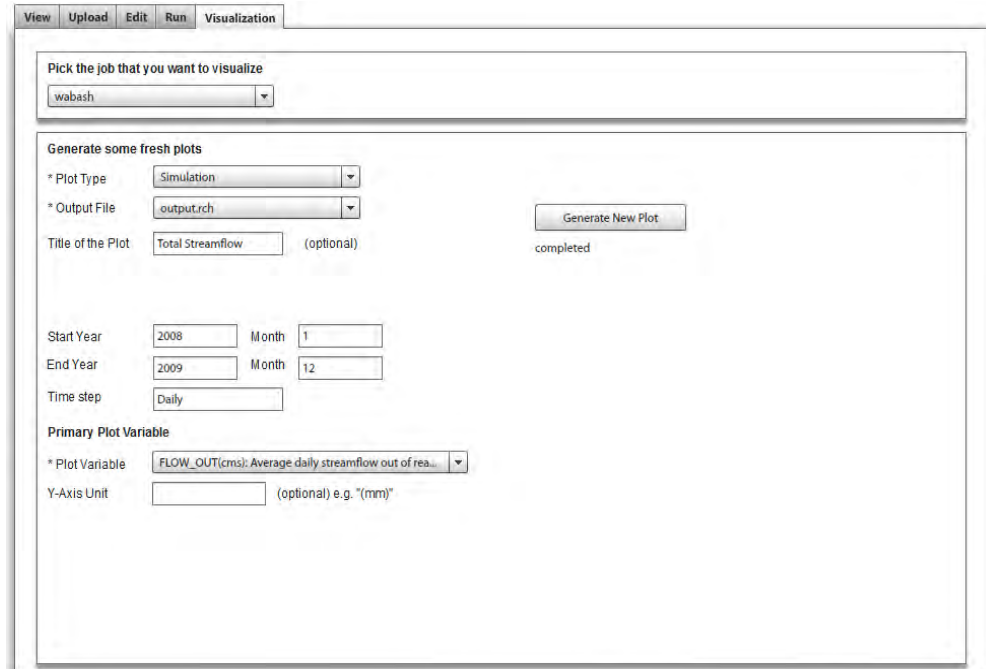 View Upload Edit Run Visualization
Pick the job that you want to visualize
wabash
Generate some fresh plots
* Plot Type Simulation
* Output File output.rch
Generate New Plot
Title of the Plot Total Streamflow (optional)
completed
Start Year 2008 Month 1
End Year 2009 Month 12
Time step Daily
Primary Plot Variable
* Plot Variable FLOW_OUT(cms): Average daily streamflow out of rea...
Y-Axis Unit (optional) e.g. "(mm)"